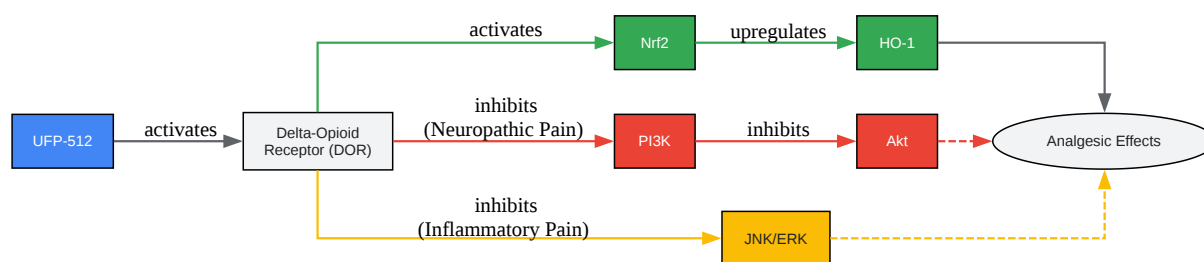 activates
Nrf2
upregulates
HO-1
UFP-512
activates
Delta-Opioid
Receptor (DOR)
inhibits
(Neuropathic Pain)
PI3K
inhibits
Akt
Analgesic Effects
inhibits
(Inflammatory Pain)
JNK/ERK